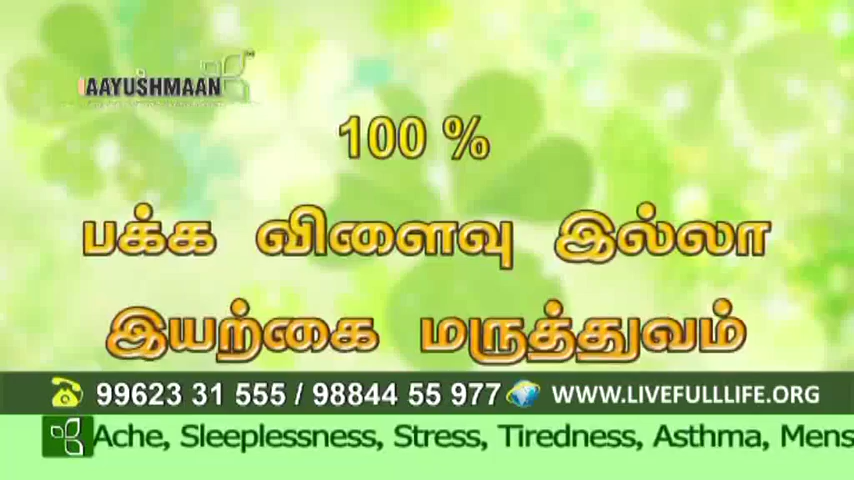 AAYUSHMAAN
100 %
பக்க விளைவு இல்லா
இயற்கை மருத்துவம்
99623 31 555 / 98844 55 977 WWW.LIVEFULLLIFE.ORG
Ache, Sleeplessness, Stress, Tiredness, Asthma, Mens